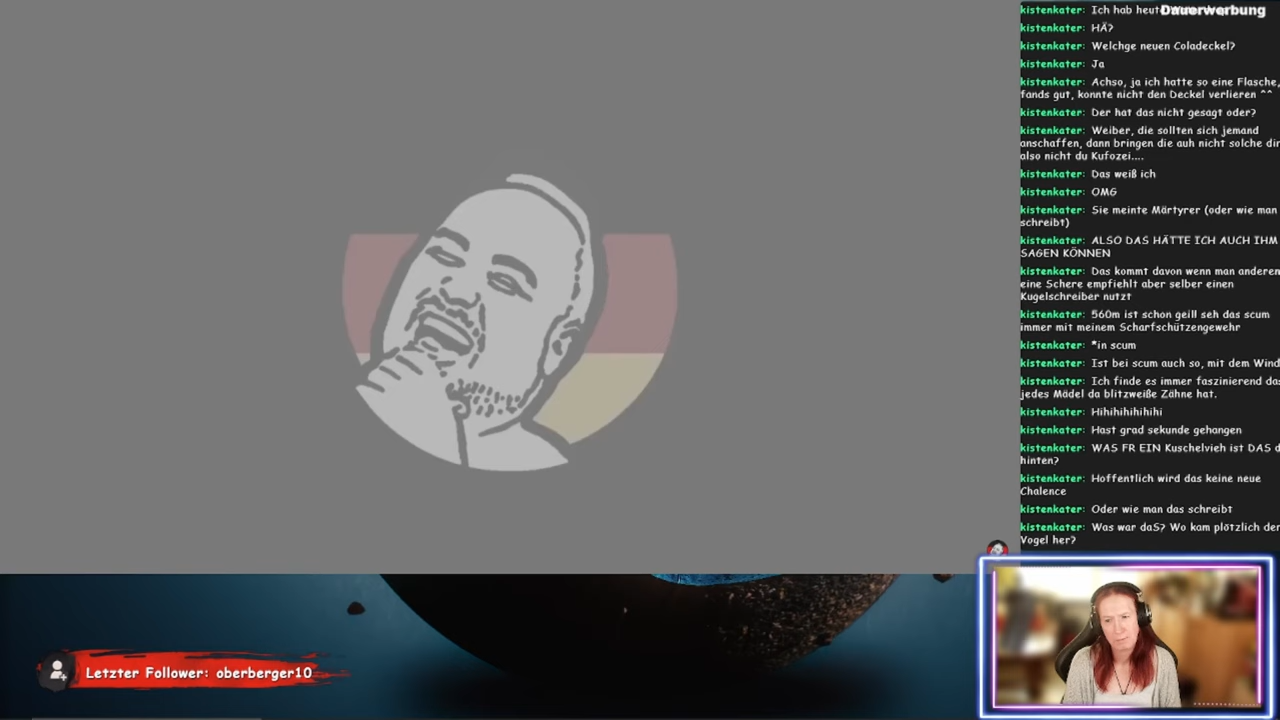 kistenkater: Ich hab heut
Dauerwerbung
kistenkater: HÄ?
kistenkater: Welchge neuen Coladeckel?
kistenkater: Ja
kistenkater: Achso, ja ich hatte so eine Flasche,
fands gut, konnte nicht den Deckel verlieren ^^
kistenkater: Der hat das nicht gesagt oder?
kistenkater: Weiber, die sollten sich jemand
anschaffen, dann bringen die auh nicht solche din
also nicht du Kufozei....
kistenkater: Das weiß ich
kistenkater: OMG
kistenkater: Sie meinte Märtyrer (oder wie man
schreibt)
kistenkater: ALSO DAS HÄTTE ICH AUCH IHM
SAGEN KÖNNEN
kistenkater: Das kommt davon wenn man anderen
eine Schere empfiehlt aber selber einen
Kugelschreiber nutzt
kistenkater: 560m ist schon geill seh das scum
immer mit meinem Scharfschützengewehr
kistenkater: *in scum
kistenkater: Ist bei scum auch so, mit dem Wind
kistenkater: Ich finde es immer faszinierend das
jedes Mädel da blitzweiße Zähne hat.
kistenkater: Hihihihihihihi
kistenkater: Hast grad sekunde gehangen
kistenkater: WAS FR EIN Kuschelvieh ist DAS d
hinten?
kistenkater: Hoffentlich wird das keine neue
Chalence
kistenkater: Oder wie man das schreibt
kistenkater: Was war daS? Wo kam plötzlich der
Vogel her?
Letzter Follower: oberberger10